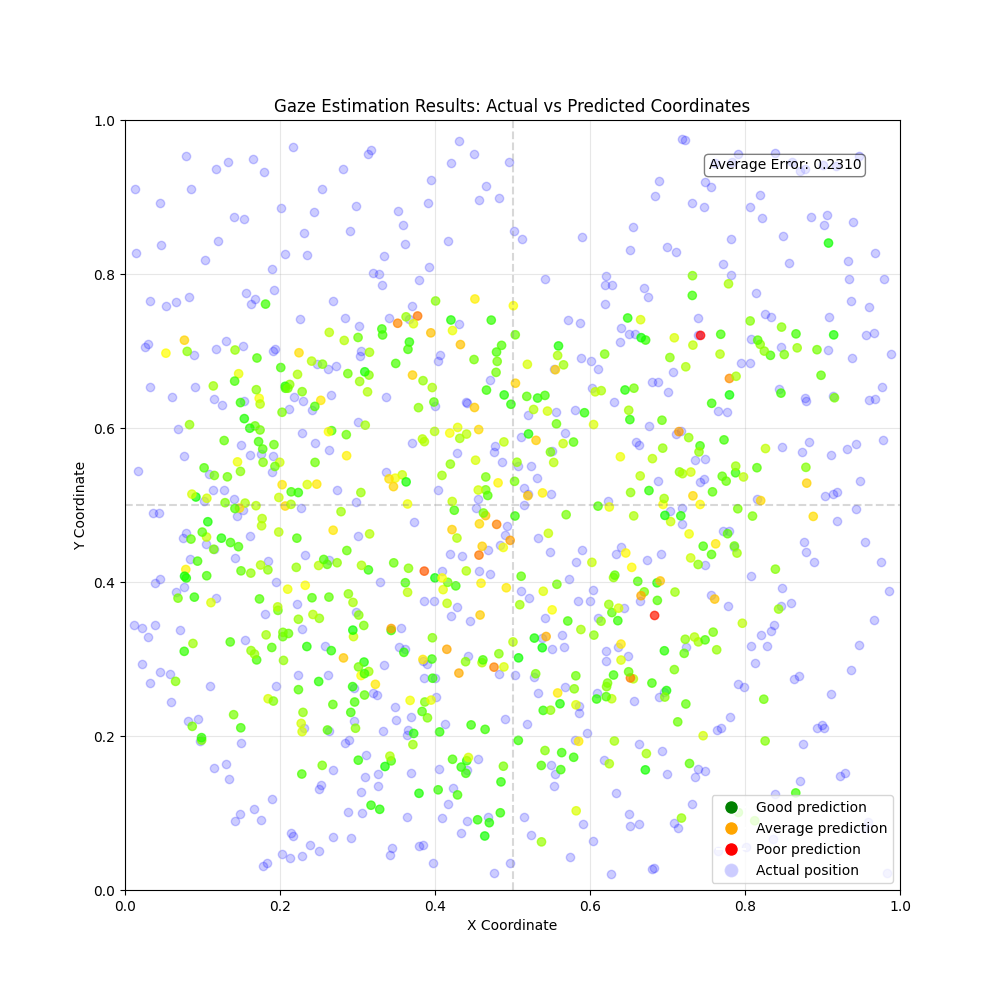 Gaze Estimation Results: Actual vs Predicted Coordinates
Average Error: 0.2310
Y Coordinate
1.0
0.8
0.6
0.4
0.2
0.0
0.0 0.2 0.4 0.6 0.8 1.0
X Coordinate
Good prediction
Average prediction
Poor prediction
Actual position